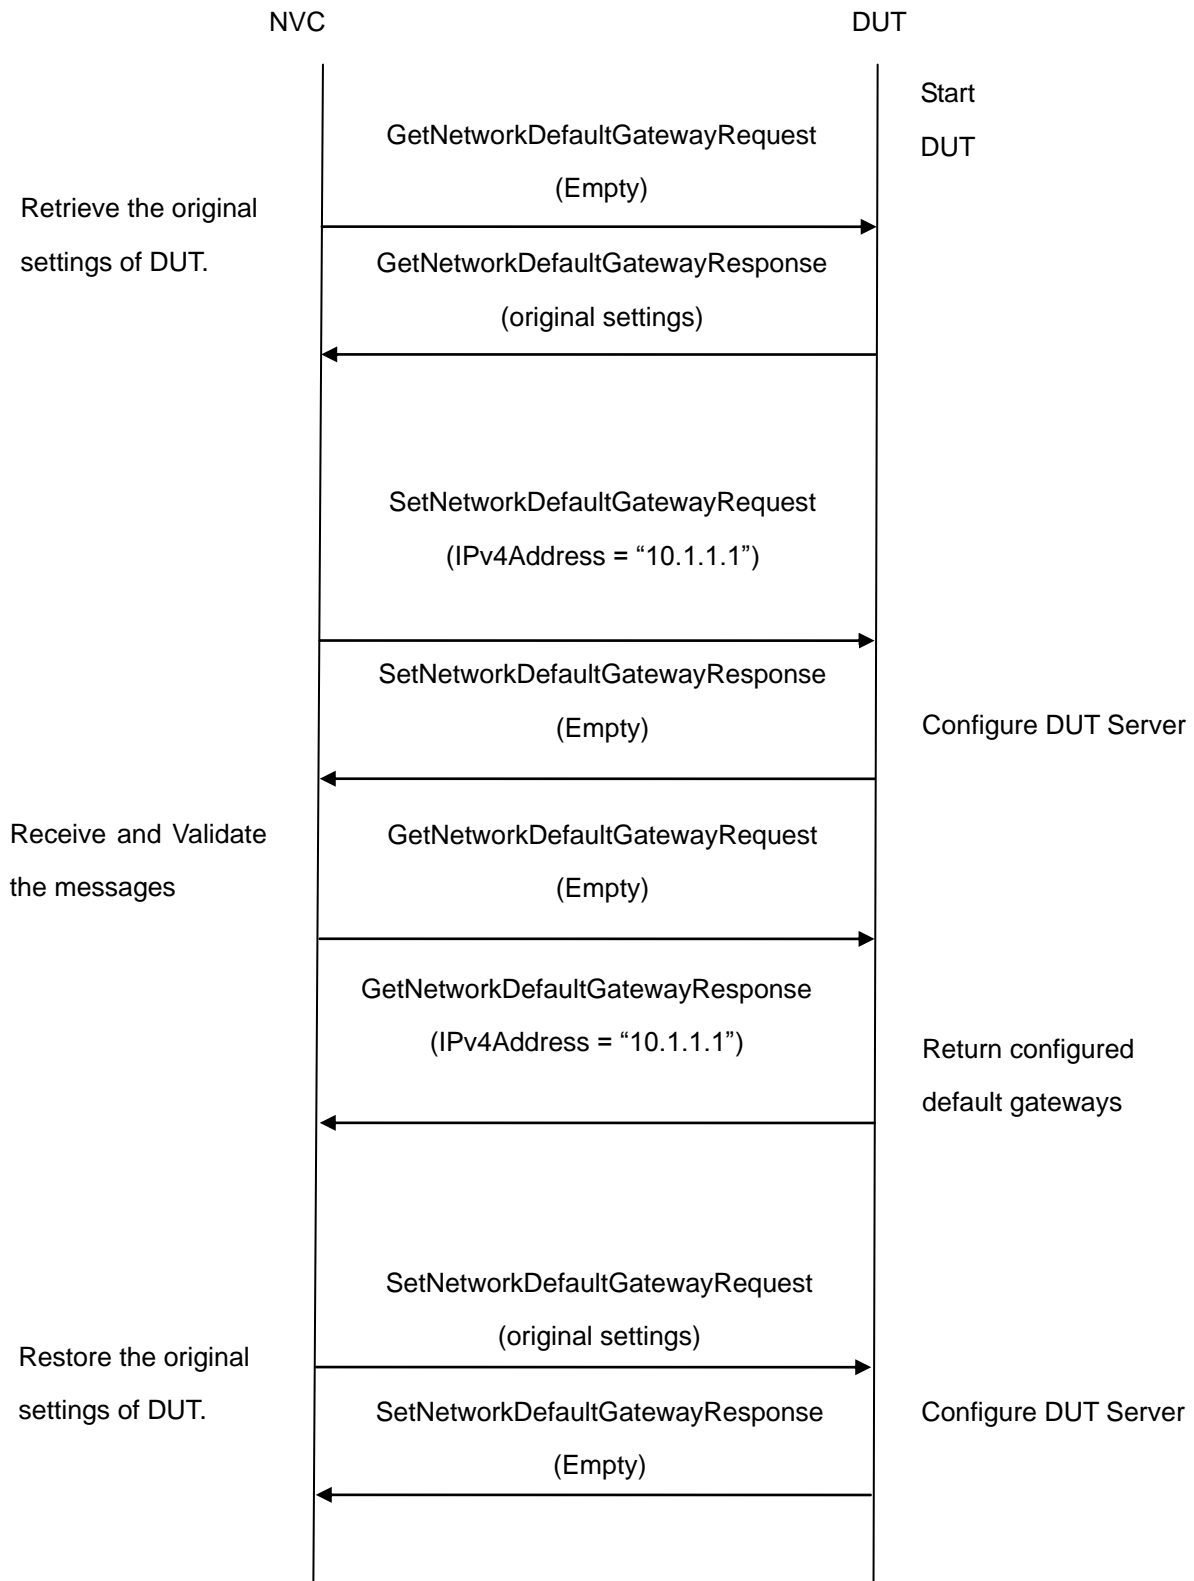 NVC
DUT
Start
DUT
GetNetworkDefaultGatewayRequest
(Empty)
Retrieve the original
settings of DUT.
GetNetworkDefaultGatewayResponse
(original settings)
SetNetworkDefaultGatewayRequest
(IPv4Address = “10.1.1.1”)
SetNetworkDefaultGatewayResponse
(Empty)
Configure DUT Server
Receive and Validate
the messages
GetNetworkDefaultGatewayRequest
(Empty)
GetNetworkDefaultGatewayResponse
(IPv4Address = “10.1.1.1”)
Return configured
default gateways
SetNetworkDefaultGatewayRequest
(original settings)
Restore the original
settings of DUT.
SetNetworkDefaultGatewayResponse
(Empty)
Configure DUT Server